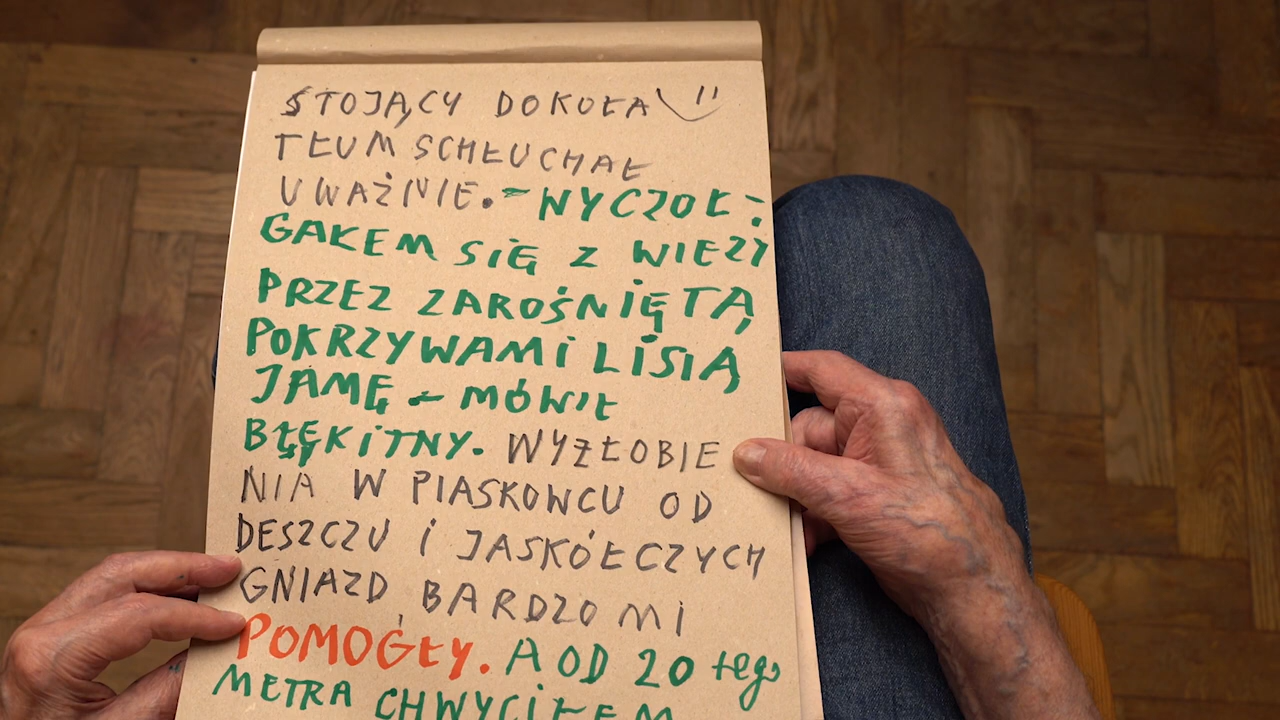 STOJĄCY DOKOŁA
TŁUM SCHŁUCHAŁ
UWAŻNIE. – WYCZOŁ-
GAŁEM SIĘ Z WIEŻY
PRZEZ ZAROŚNIĘTĄ
POKRZYWAMI LISIĄ
JAMĘ – MÓWIŁ
BŁĘKITNY. WYŻŁOBIE
NIA W PIASKOWCU OD
DESZCZU I JASKÓŁCZYCH
GNIAZD BARDZO MI
POMOGŁY. A OD 20 tego
METRA CHWYCIŁEM